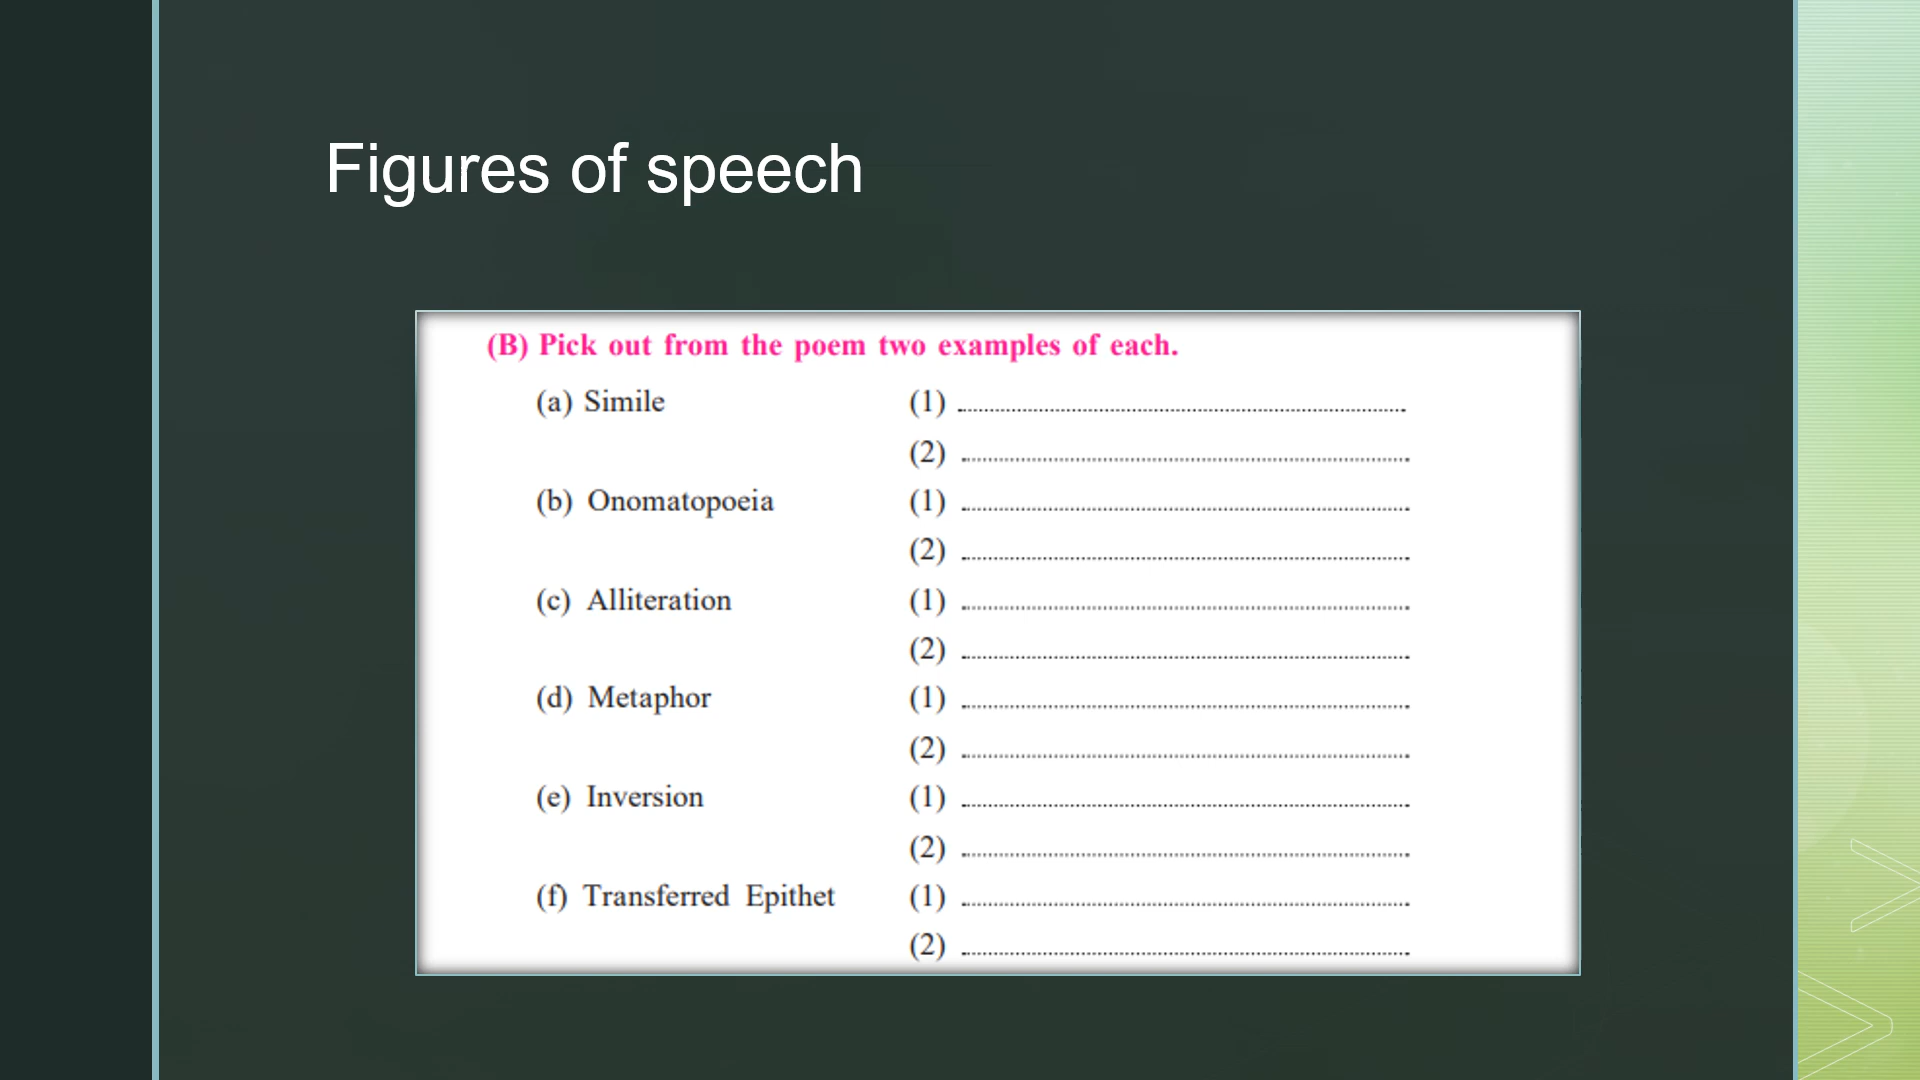 Figures of speech
(B) Pick out from the poem two examples of each.
(a) Simile (1) ....................
(2) ....................
(b) Onomatopoeia (1) ....................
(2) ....................
(c) Alliteration (1) ....................
(2) ....................
(d) Metaphor (1) ....................
(2) ....................
(e) Inversion (1) ....................
(2) ....................
(f) Transferred Epithet (1) ....................
(2) ....................